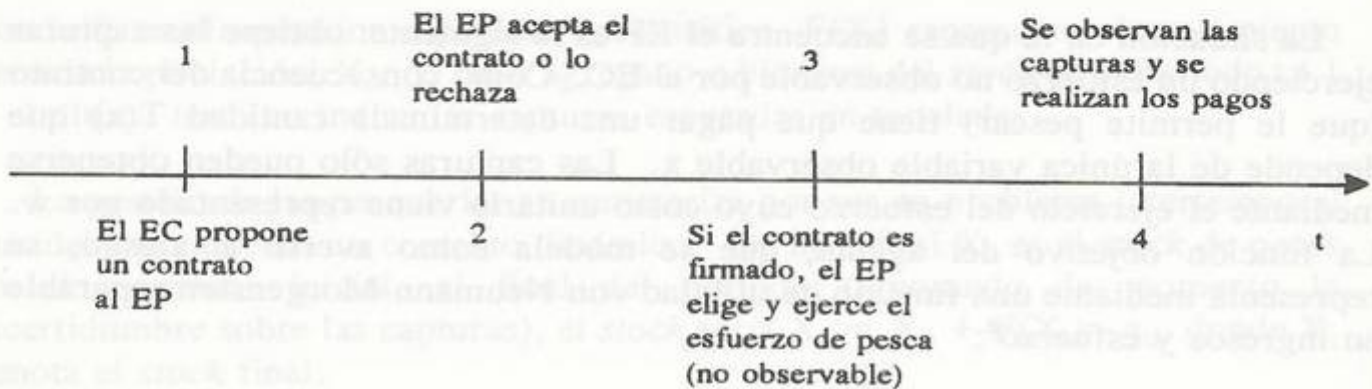 1
El EP acepta el
contrato o lo
rechaza
3
Se observan las
capturas y se
realizan los pagos
El EC propone
un contrato
al EP
2
Si el contrato es
firmado, el EP
elige y ejerce el
esfuerzo de pesca
(no observable)
4
t